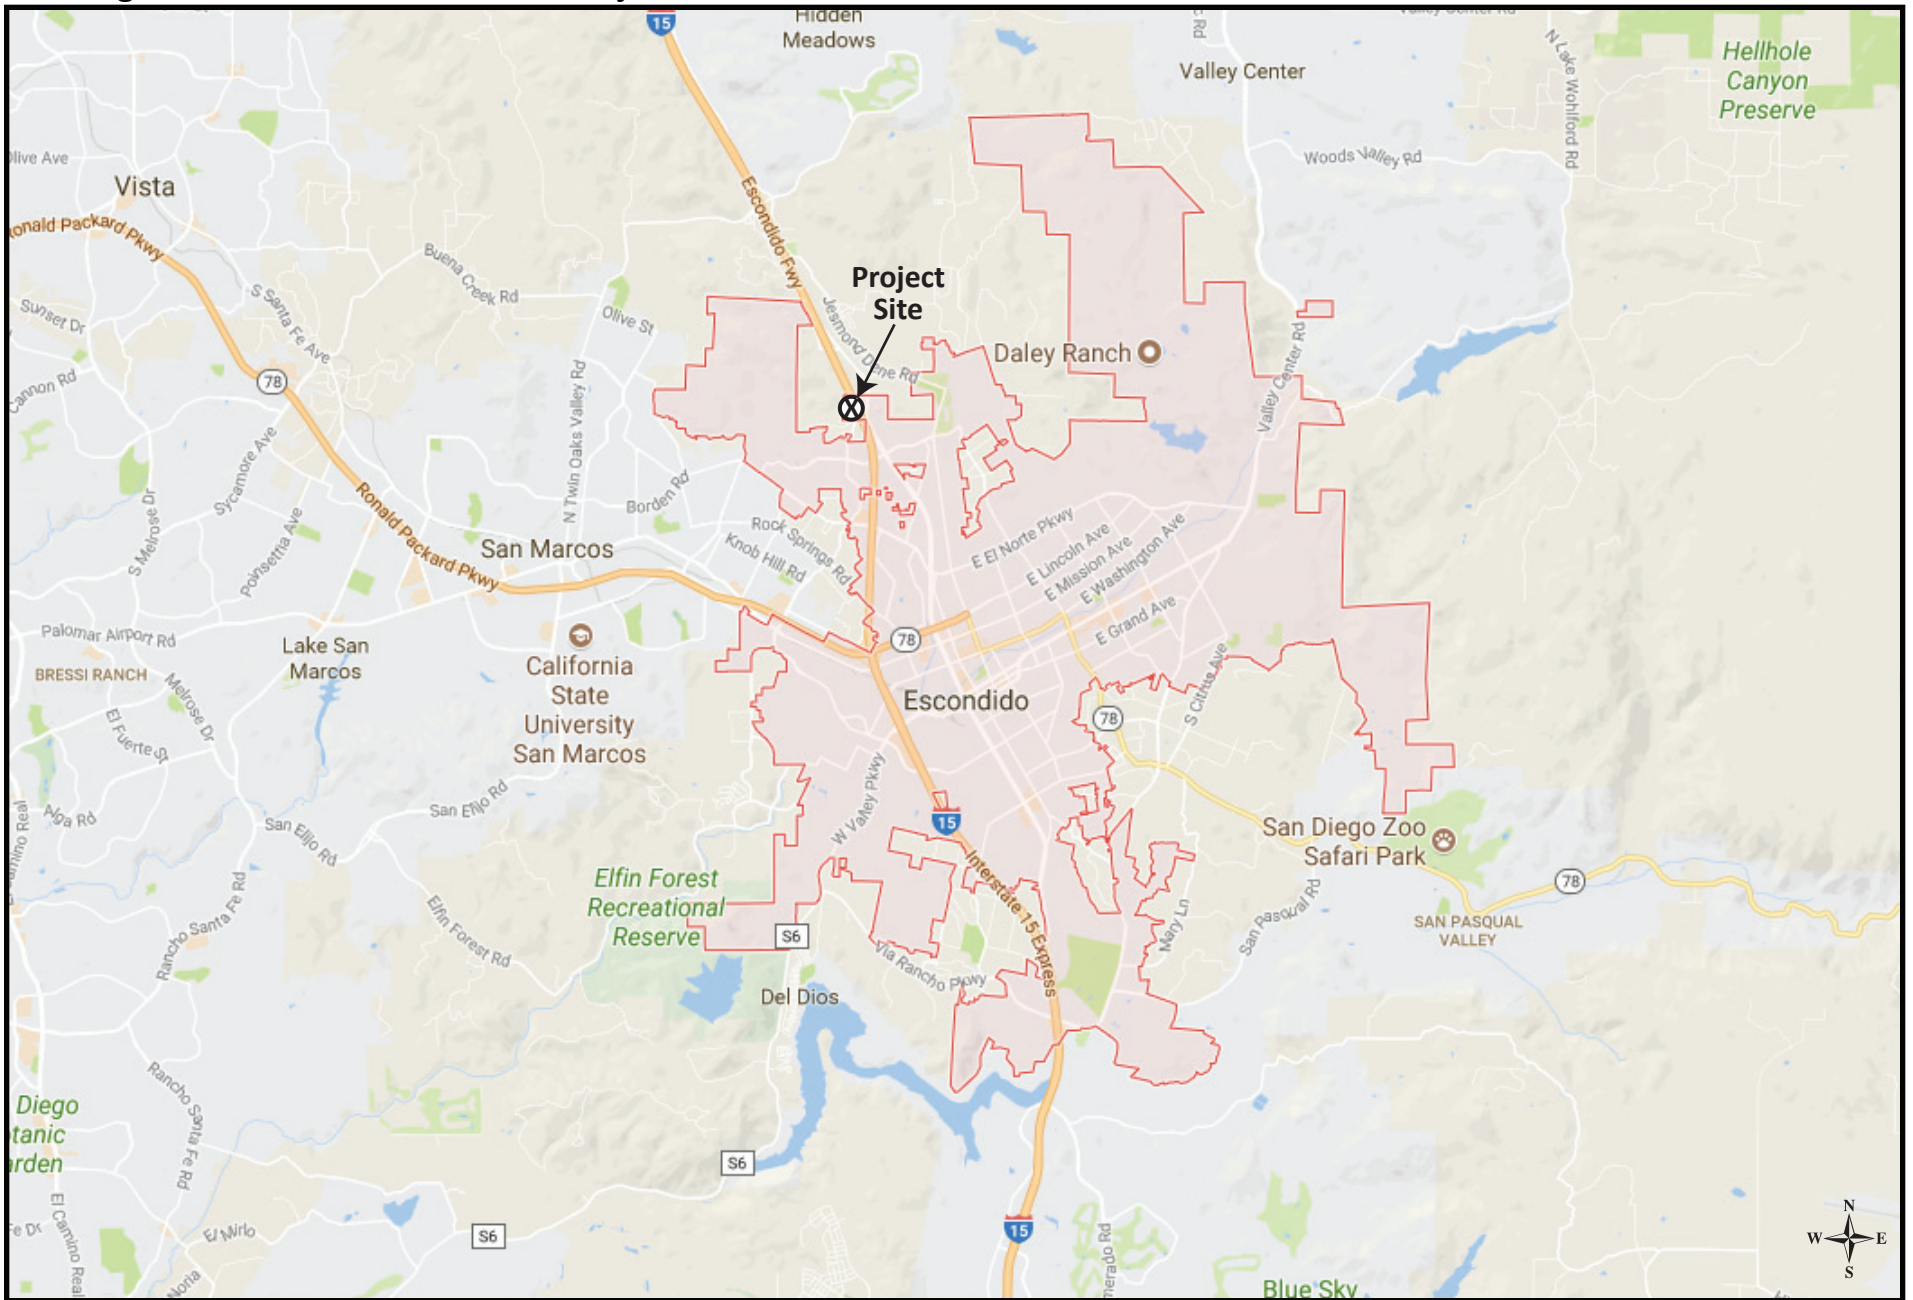 15
Hidden
Meadows
Valley Center
N Lake Wohlford Rd
Hellhole
Canyon
Preserve
Woods Valley Rd
Vista
Ronald Packard Pkwy
Escondido Fwy
Buena Creek Rd
S Santa Fe Ave
Sunset Dr
Olive St
Project
Site
Jesmond Dene Rd
Daley Ranch
Valley Center Rd
78
Cannon Rd
N Twin Oaks Valley Rd
Sycamore Ave
S Melrose Dr
Poinsettia Ave
Borden Rd
Rock Springs Rd
Knob Hill Rd
Ronald Packard Pkwy
San Marcos
E El Norte Pkwy
E Lincoln Ave
E Mission Ave
E Washington Ave
E Grand Ave
Palomar Airport Rd
BRESSI RANCH
Lake San
Marcos
California
State
University
San Marcos
78
Escondido
S Citrus Ave
78
Melrose Dr
El Fuerte St
Alga Rd
San Elijo Rd
San Elijo Rd
W Valley Pkwy
15
San Diego Zoo
Safari Park
78
SAN PASQUAL
VALLEY
San Pasqual Rd
Mary Ln
Interstate 15 Express
Elfin Forest
Recreational
Reserve
Elfin Forest Rd
Rancho Santa Fe Rd
S6
Via Rancho Pkwy
Del Dios
Rancho Santa Fe Rd
Diego
S6
El Camino Real
El Mirlo
S6
15
Blue Sky
N
W
E
S